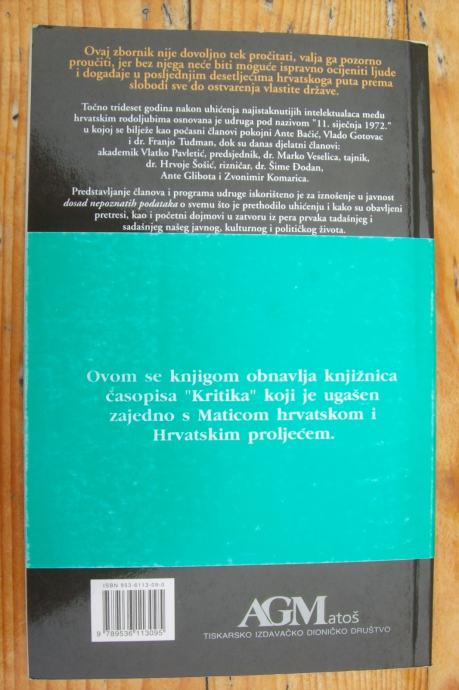 Ovaj zbornik nije dovoljno tek pročitati, valja ga pozorno
proučiti, jer bez njega neće biti moguće ispravno ocijeniti ljude
i događaje u posljednjim desetljećima hrvatskoga puta prema
slobodi sve do ostvarenja vlastite države.
Točno trideset godina nakon uhićenja najistaknutijih intelektualaca među
hrvatskim rodoljubima osnovana je udruga pod nazivom "11. siječnja 1972."
u kojoj se bilježe kao počasni članovi pokojni Ante Bačić, Vlado Gotovac
i dr. Franjo Tuđman, dok su danas djelatni članovi:
akademik Vlatko Pavletić, predsjednik, dr. Marko Veselica, tajnik,
dr. Hrvoje Šošić, rizničar, dr. Šime Đodan,
Ante Glibota i Zvonimir Komarica.
Predstavljanje članova i programa udruge iskorišteno je za iznošenje u javnost
dosad nepoznatih podataka o svemu što je prethodilo uhićenju i kako su obavljeni
pretresi, kao i početni dojmovi u zatvoru iz pera prvaka tadašnjeg i
sadašnjeg našeg javnog, kulturnog i političkog života.
Ovom se knjigom obnavlja knjižnica
časopisa "Kritika" koji je ugašen
zajedno s Maticom hrvatskom i
Hrvatskim proljećem.
ISBN 953-6113-09-0
9 789536 113095
AGMatoš
TISKARSKO IZDAVAČKO DIONIČKO DRUŠTVO